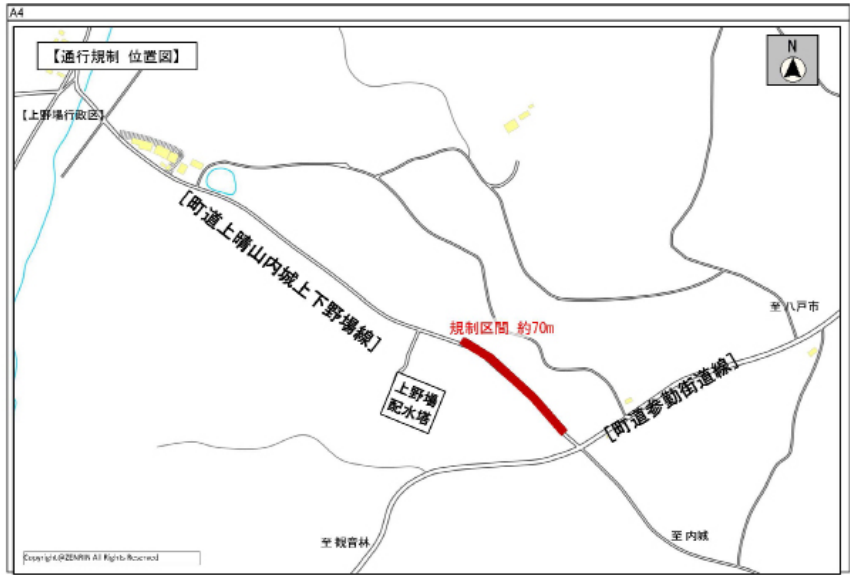 A4
【通行規制 位置図】
N
【上野場行政区】
[町道上晴山内城上下野場線]
規制区間 約70m
至 八戸市
上野場
配水塔
[町道参勤街道線]
至 観音林
至 内城
Copyright@ZENRIN All Rights Reserved